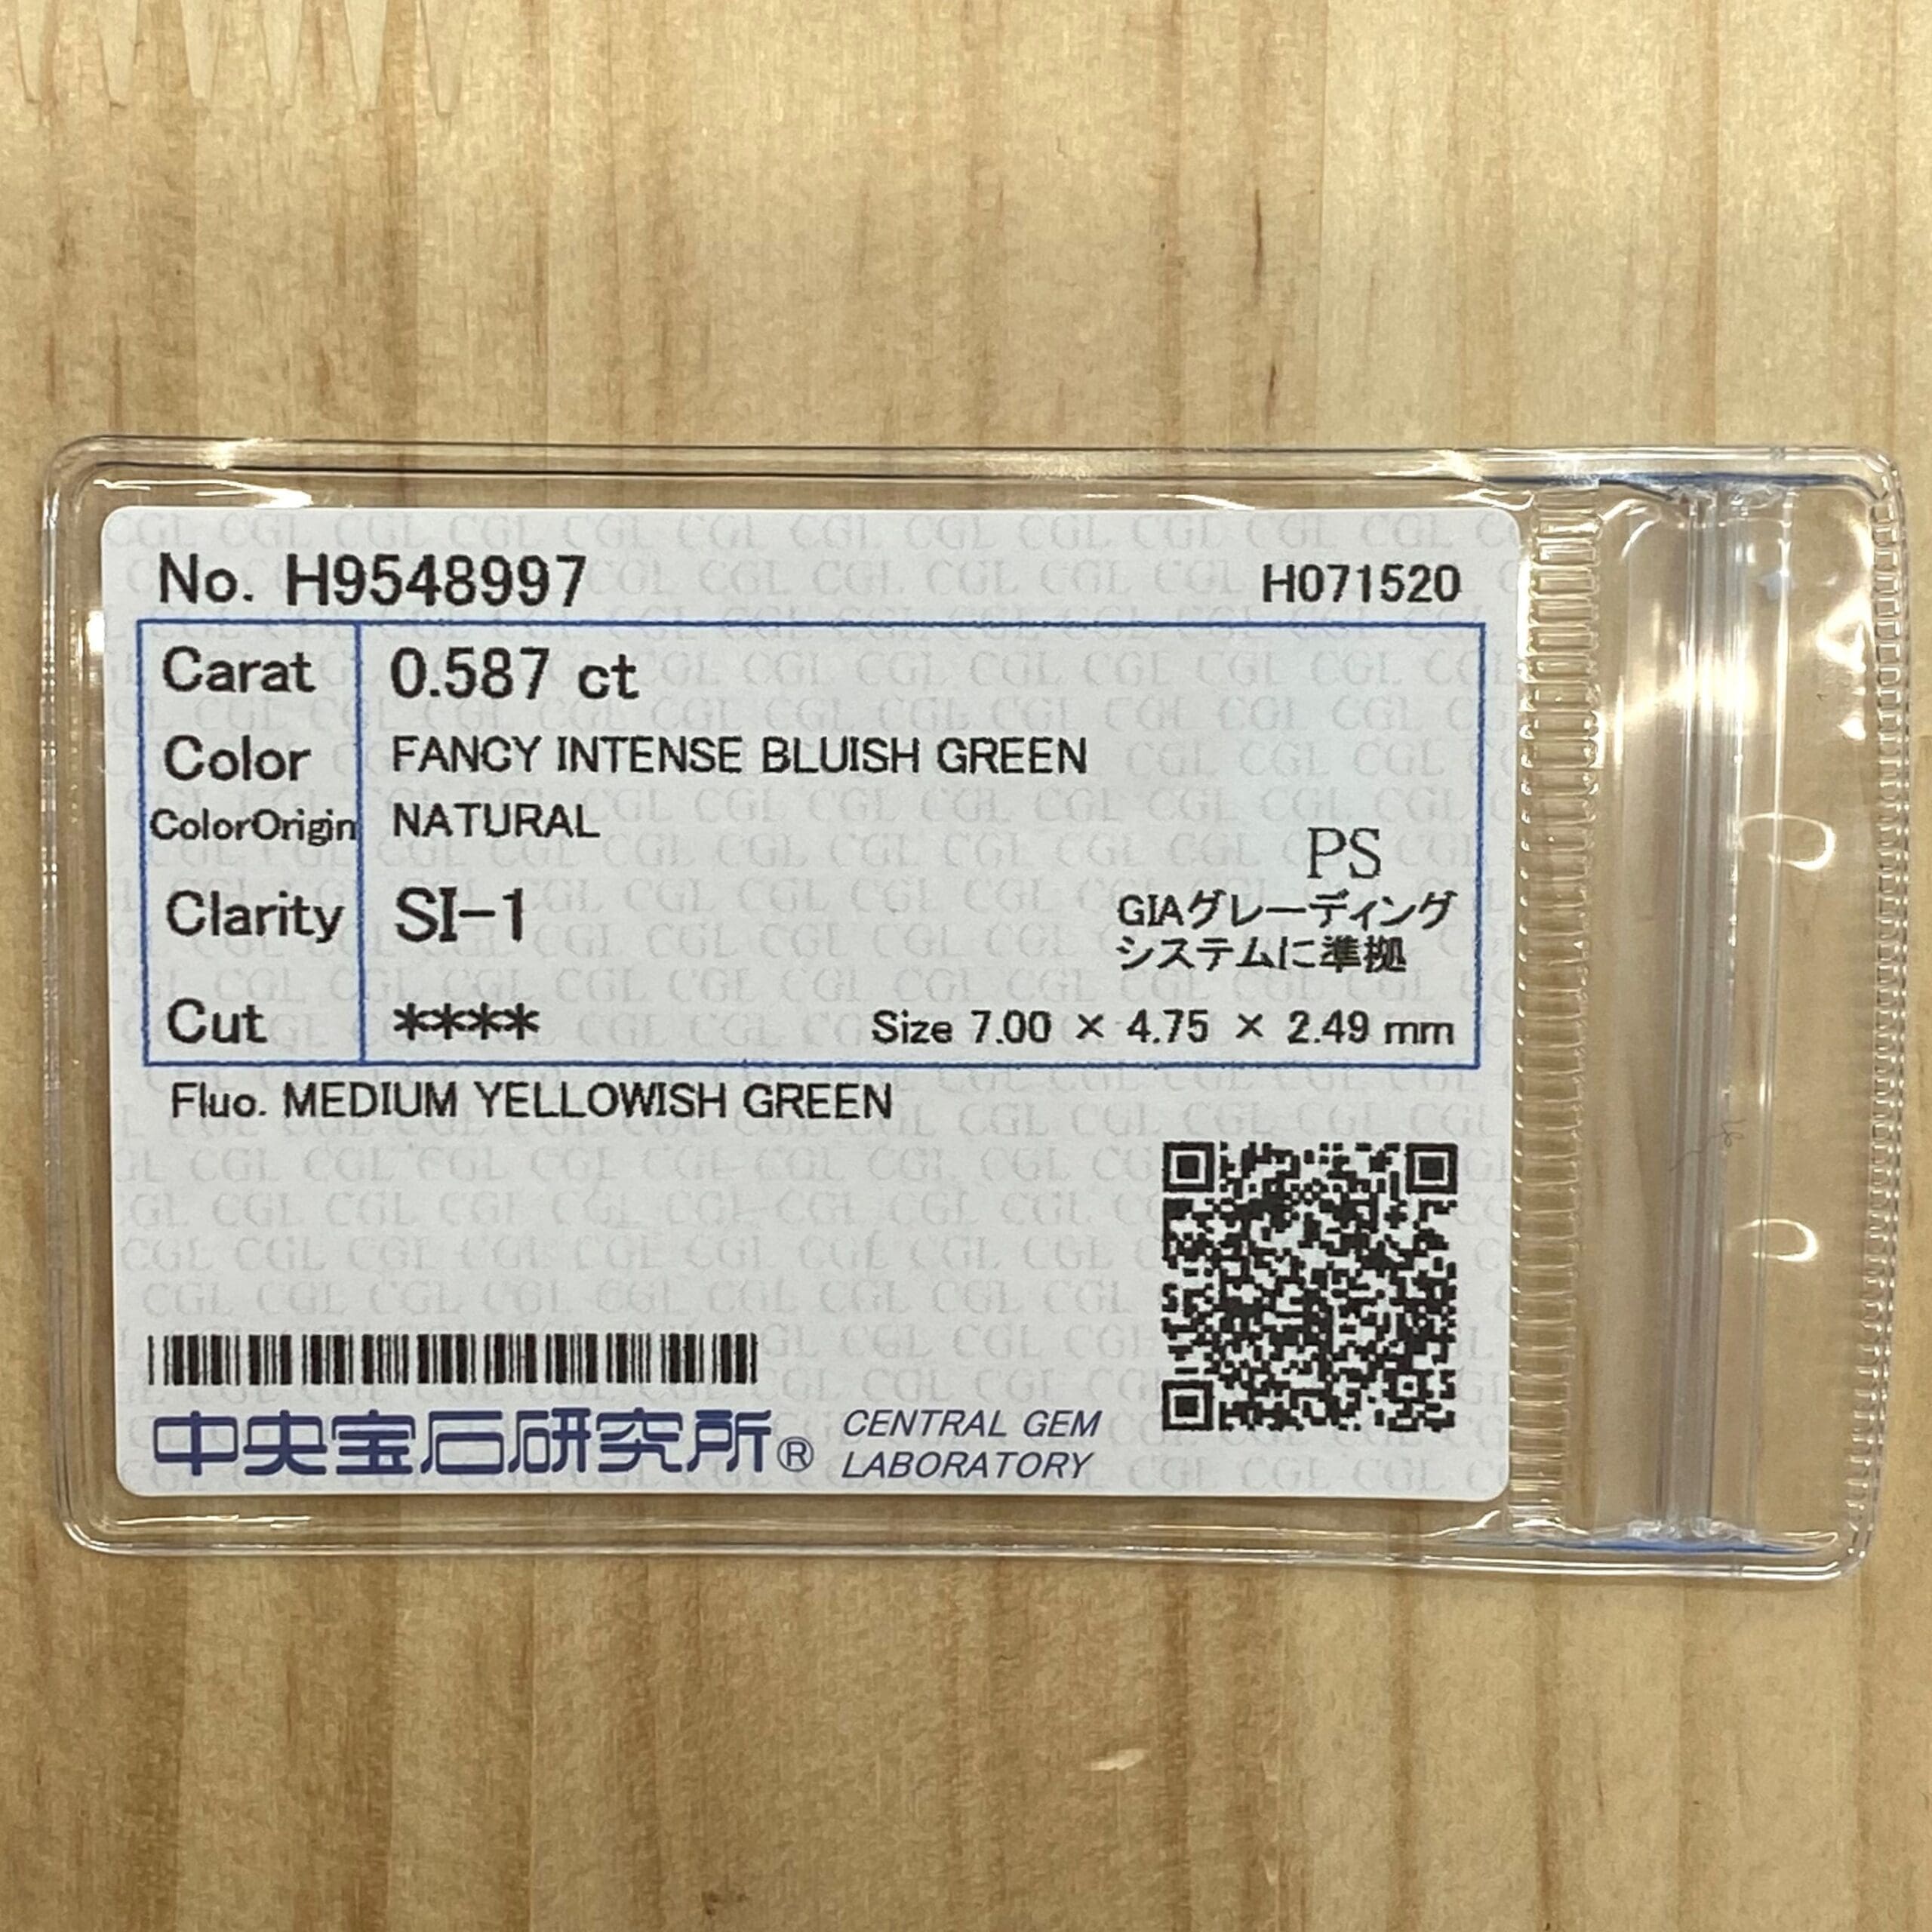 No. H9548997 H071520
Carat 0.587 ct
Color FANCY INTENSE BLUISH GREEN
ColorOrigin NATURAL
PS
Clarity SI-1
GIAグレーディング
システムに準拠
Cut **** Size 7.00 × 4.75 × 2.49 mm
Fluo. MEDIUM YELLOWISH GREEN
中央宝石研究所® CENTRAL GEM
LABORATORY